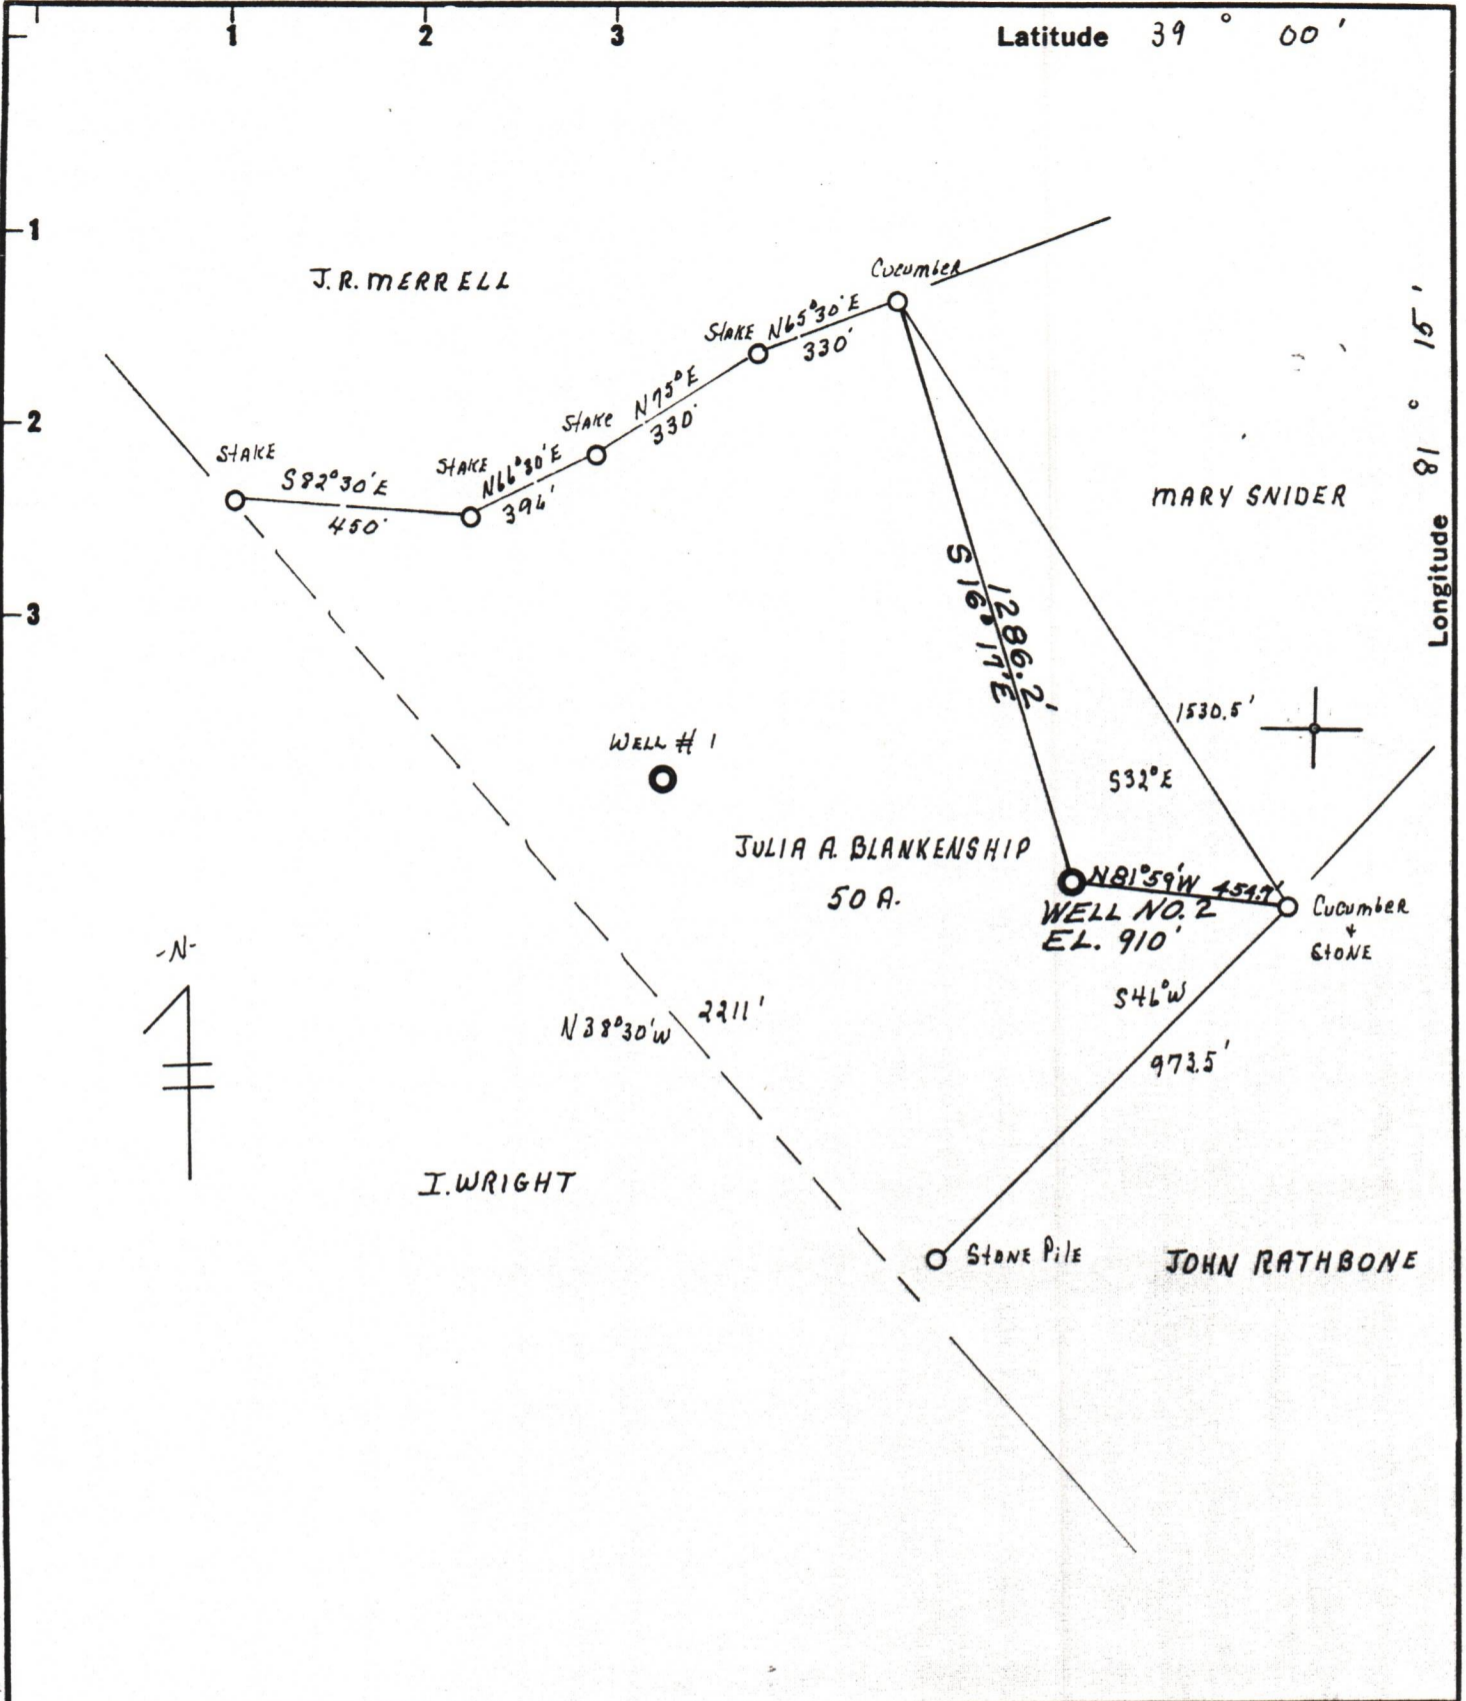 1 2 3 Latitude 39° 00'
1
J.R. MERRELL
Cucumber
Stake N65°30'E
330'
Longitude 81° 15'
2
Stake N75°E
330'
STAKE
S82°30'E
450'
STAKE N66°30'E
394'
MARY SNIDER
3
1286.2'
S 16° 17'E
1530.5'
S32°E
WELL # 1
JULIA A. BLANKENSHIP
50 A.
N81°59'W 454.7'
WELL NO. 2
EL. 910'
Cucumber
&
STONE
-N-
S46°W
973.5'
N38°30'W 2211'
I. WRIGHT
STONE Pile
JOHN RATHBONE